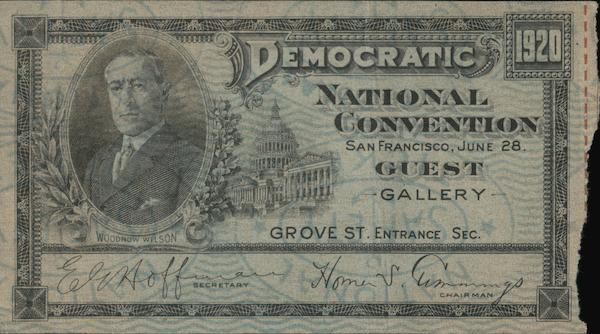 DEMOCRATIC
1920
NATIONAL
CONVENTION
SAN FRANCISCO, JUNE 28.
GUEST
GALLERY
WOODROW WILSON
GROVE ST. ENTRANCE SEC.
E. G. Hoffman
SECRETARY
Homer S. Cummings
CHAIRMAN